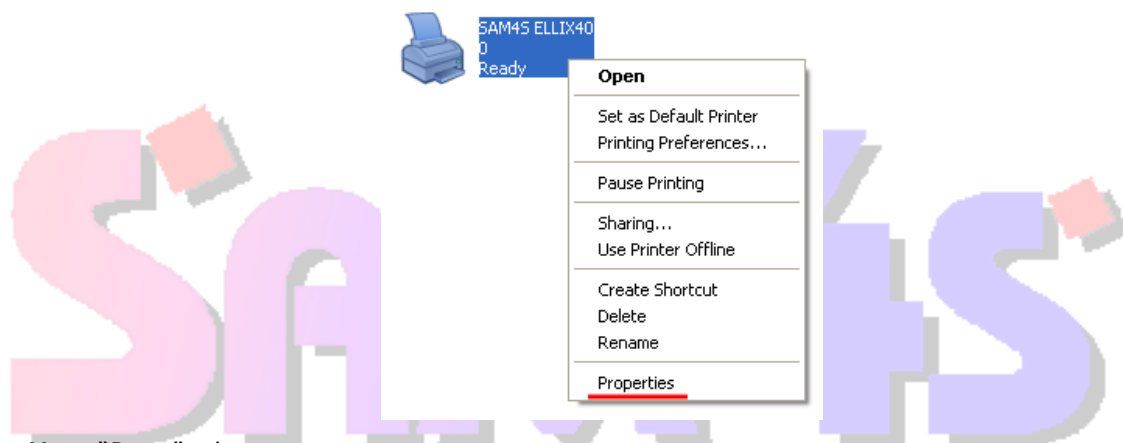 SAM4S ELLIX40
0
Ready
Open
Set as Default Printer
Printing Preferences...
Pause Printing
Sharing...
Use Printer Offline
Create Shortcut
Delete
Rename
Properties
SAM4S